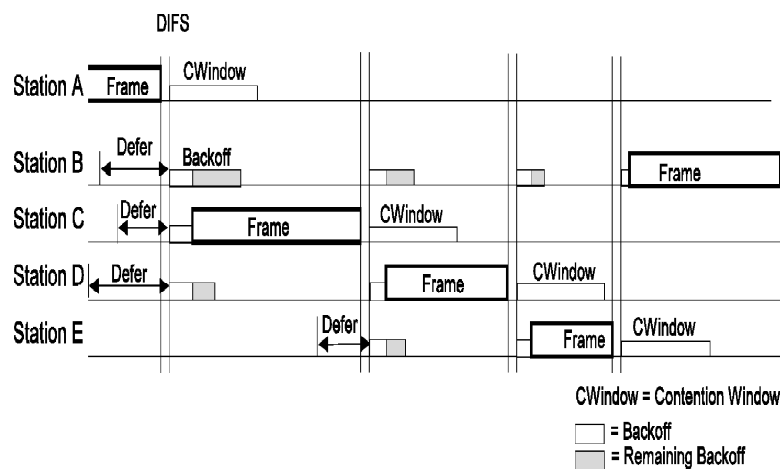 DIFS
CWindow
Station A
Frame
Station B
Defer
Backoff
Frame
Station C
Defer
Frame
CWindow
Station D
Defer
Frame
CWindow
Station E
Defer
Frame
CWindow
CWindow = Contention Window
= Backoff
= Remaining Backoff